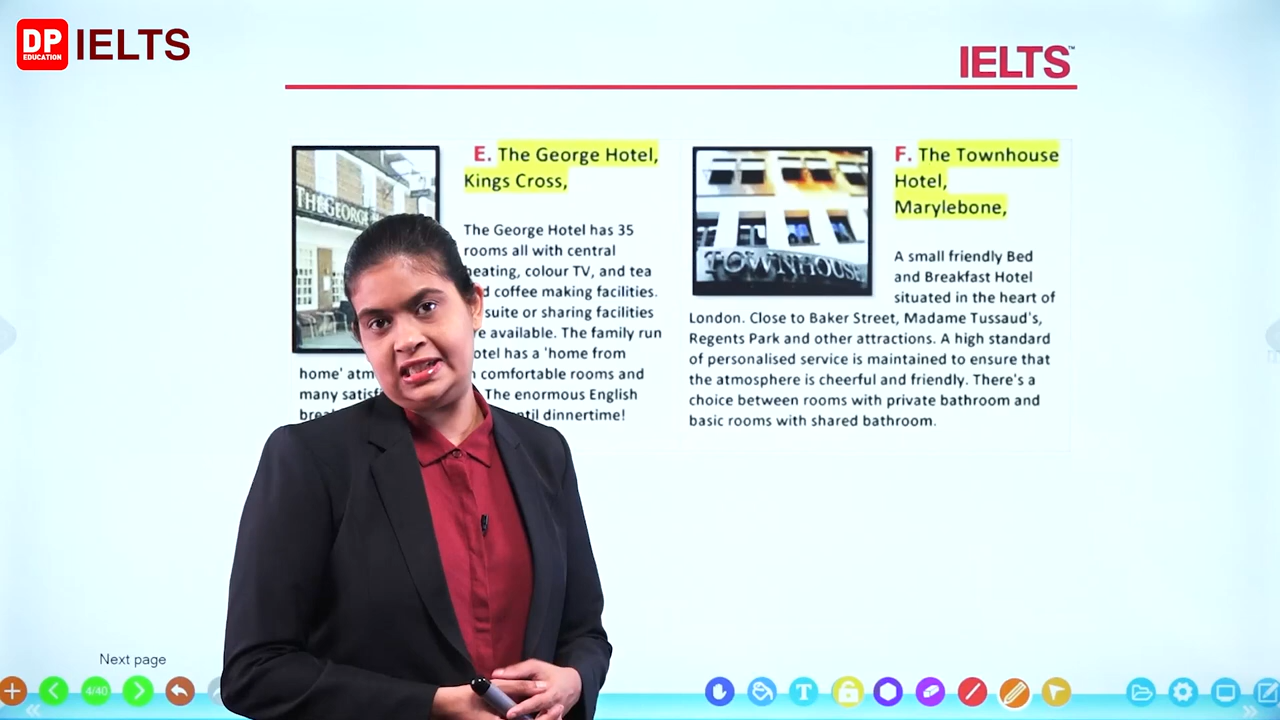 DP
EDUCATION
IELTS
IELTS™
E. The George Hotel,
Kings Cross,
The George Hotel has 35
rooms all with central
heating, colour TV, and tea
coffee making facilities.
suite or sharing facilities
available. The family run
has a 'home from
home' comfortable rooms and
many The enormous English
until dinnertime!
THE GEORGE
F. The Townhouse
Hotel,
Marylebone,
A small friendly Bed
and Breakfast Hotel
situated in the heart of
London. Close to Baker Street, Madame Tussaud's,
Regents Park and other attractions. A high standard
of personalised service is maintained to ensure that
the atmosphere is cheerful and friendly. There's a
choice between rooms with private bathroom and
basic rooms with shared bathroom.
TOWNHOUSE
Next page
4/40
T